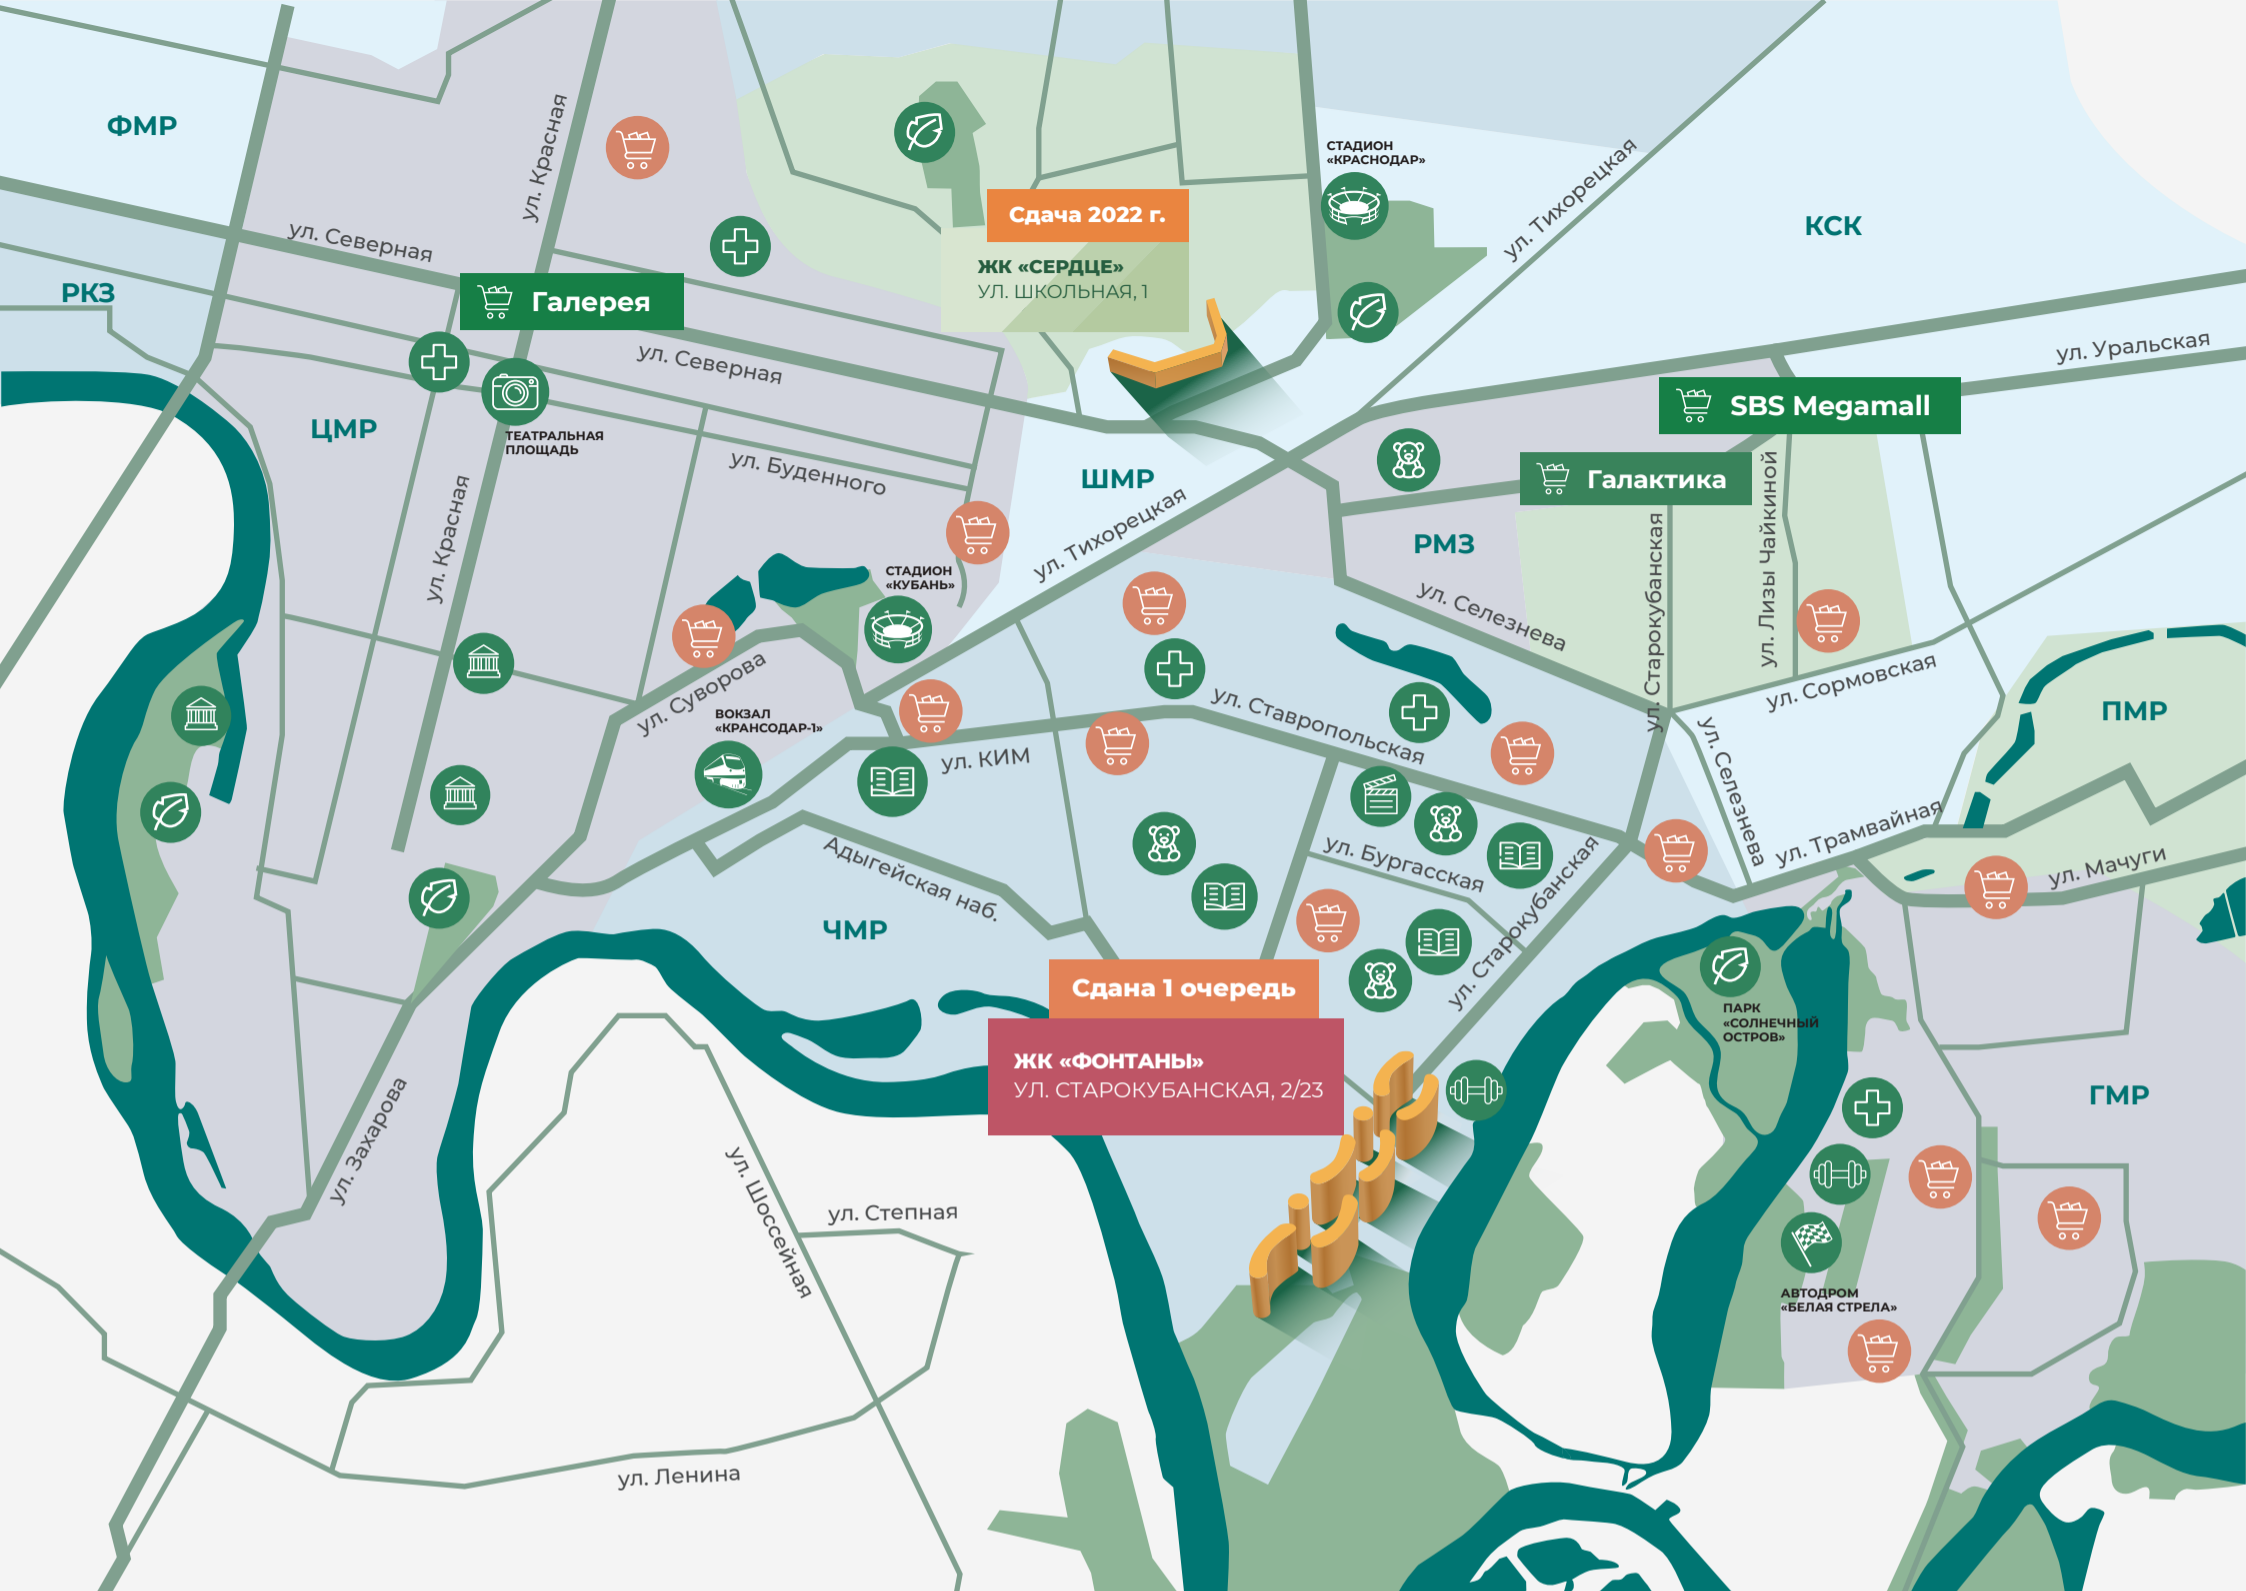 ФМР
ул. Красная
СТАДИОН
«КРАСНОДАР»
ул. Тихорецкая
КСК
Сдача 2022 г.
ЖК «СЕРДЦЕ»
УЛ. ШКОЛЬНАЯ, 1
ул. Северная
РКЗ
Галерея
ул. Северная
ул. Уральская
SBS Megamall
ЦМР
ТЕАТРАЛЬНАЯ
ПЛОЩАДЬ
ул. Буденного
ШМР
Галактика
ул. Красная
ул. Тихорецкая
РМЗ
ул. Лизы Чайкиной
ул. Старокубанская
СТАДИОН
«КУБАНЬ»
ул. Селезнева
ул. Суворова
ул. Сормовская
ПМР
ВОКЗАЛ
«КРАНСОДАР-1»
ул. Ставропольская
ул. КИМ
ул. Селезнева
ул. Трамвайная
ул. Бургасская
ул. Мачуги
Адыгейская наб.
ЧМР
ул. Старокубанская
Сдана 1 очередь
ЖК «ФОНТАНЫ»
УЛ. СТАРОКУБАНСКАЯ, 2/23
ПАРК
«СОЛНЕЧНЫЙ
ОСТРОВ»
ГМР
ул. Захарова
ул. Шоссейная
ул. Степная
АВТОДРОМ
«БЕЛАЯ СТРЕЛА»
ул. Ленина